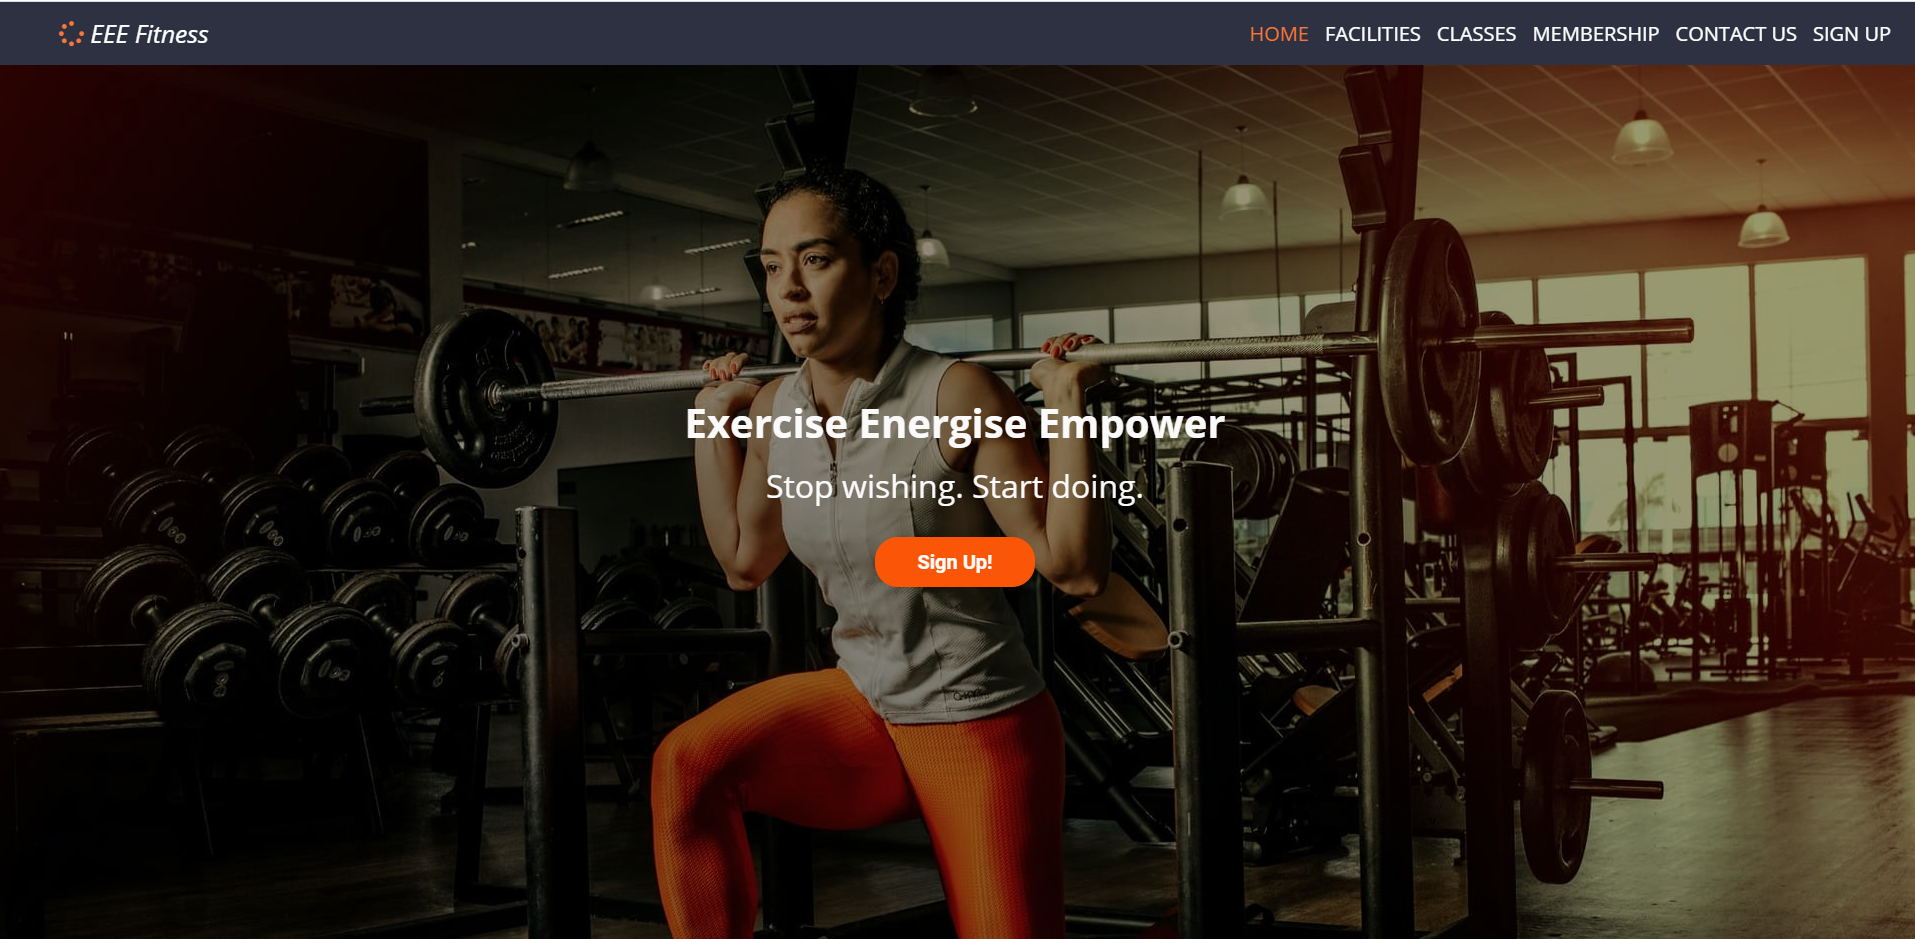 EEE Fitness
HOME FACILITIES CLASSES MEMBERSHIP CONTACT US SIGN UP
Exercise Energise Empower
Stop wishing. Start doing.
Sign Up!